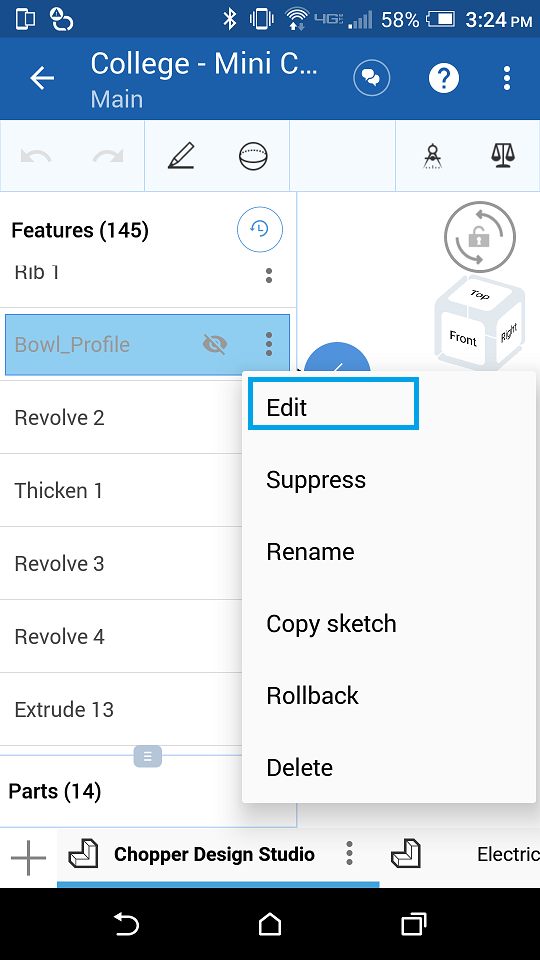 4G 58% 3:24 PM
College - Mini C...
Main
Features (145)
Rib 1
Bowl_Profile
Edit
Revolve 2
Suppress
Thicken 1
Rename
Revolve 3
Copy sketch
Revolve 4
Rollback
Extrude 13
Delete
Parts (14)
Chopper Design Studio
Electric
Top
Front
Right